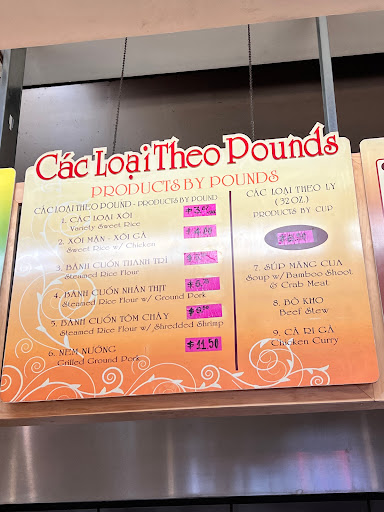 Các Loại Theo Pounds
PRODUCTS BY POUNDS
CÁC LOẠI THEO POUND - PRODUCTS BY POUND
1. CÁC LOẠI XÔI
Variety Sweet Rice
2. XÔI MẶN - XÔI GÀ
Sweet Rice w/ Chicken
3. BÁNH CUỐN THANH TRÌ
Steamed Rice Flour
4. BÁNH CUỐN NHÂN THỊT
Steamed Rice Flour w/ Ground Pork
5. BÁNH CUỐN TÔM CHÁY
Steamed Rice Flour w/ Shredded Shrimp
6. NEM NƯỚNG
Grilled Ground Pork
$11.50
CÁC LOẠI THEO LY
(32 OZ.)
PRODUCTS BY CUP
7. SÚP MĂNG CUA
Soup w/ Bamboo Shoot
& Crab Meat
8. BÒ KHO
Beef Stew
9. CÀ RI GÀ
Chicken Curry